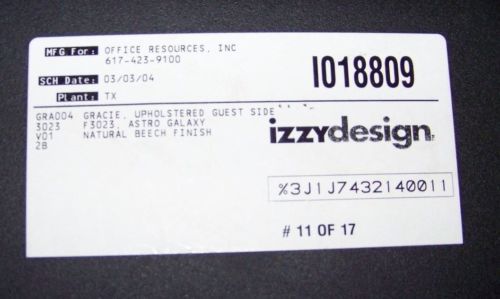 MFG For: OFFICE RESOURCES, INC
617-423-9100
I018809
SCH Date: 03/03/04
Plant: TX
GRA004 GRACIE, UPHOLSTERED GUEST SIDE
3023 F3023, ASTRO GALAXY
V01 NATURAL BEECH FINISH
2B
izzydesign
%3J1J7432140011
# 11 OF 17